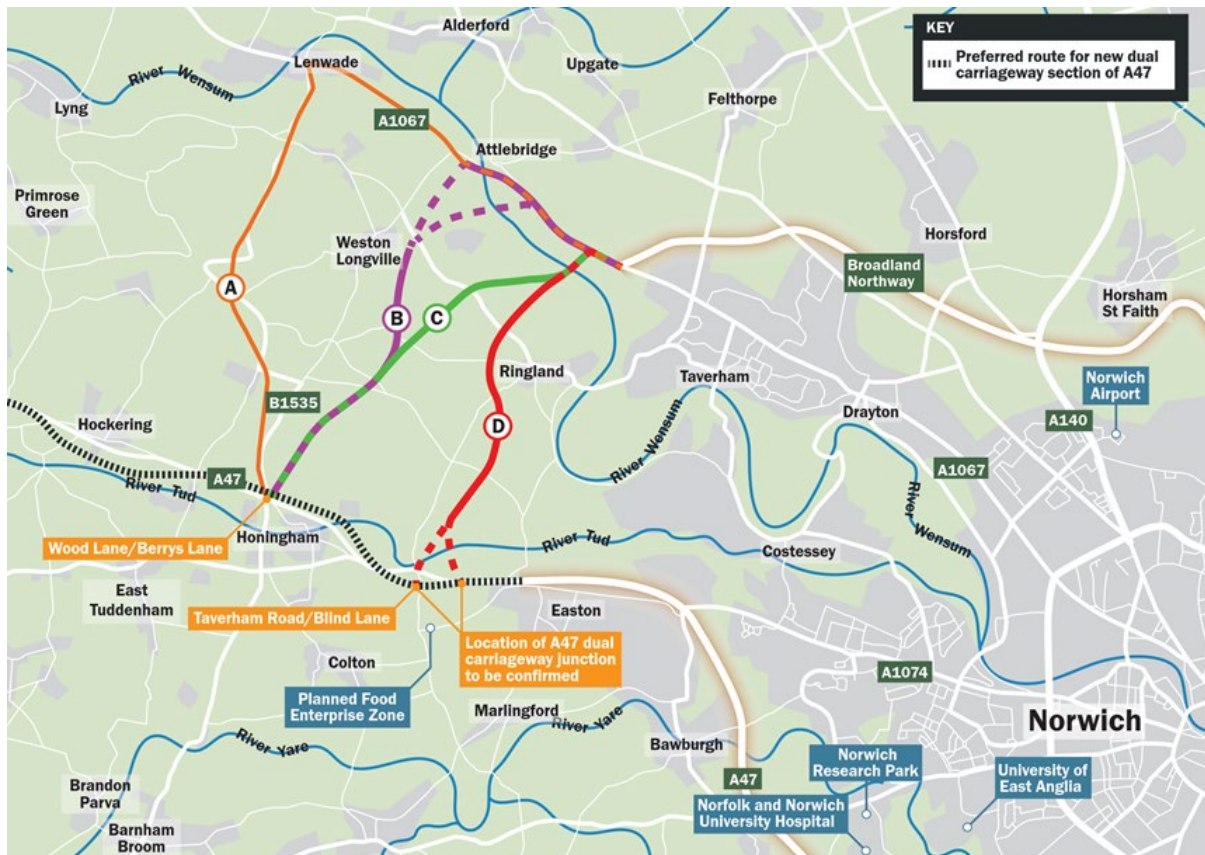 Alderford
KEY
Preferred route for new dual
carriageway section of A47
Lenwade
Upgate
River
Wensum
Lyng
Felthorpe
A1067
Attlebridge
Primrose
Green
Weston
Longville
Horsford
Broadland
Northway
Horsham
St Faith
A
B
C
Ringland
Taverham
Norwich
Airport
B1535
Hockering
D
Drayton
A140
River Wensum
A47
River Tud
A1067
River
Wensum
Honingham
River Tud
Wood Lane/Berrys Lane
Costessey
East
Tuddenham
Taverham Road/Blind Lane
Easton
Location of A47 dual
carriageway junction
to be confirmed
Colton
A1074
Planned Food
Enterprise Zone
Marlingford
River Yare
Norwich
River Yare
Bawburgh
Norwich
Research Park
University of
East Anglia
A47
Brandon
Parva
Norfolk and Norwich
University Hospital
Barnham
Broom